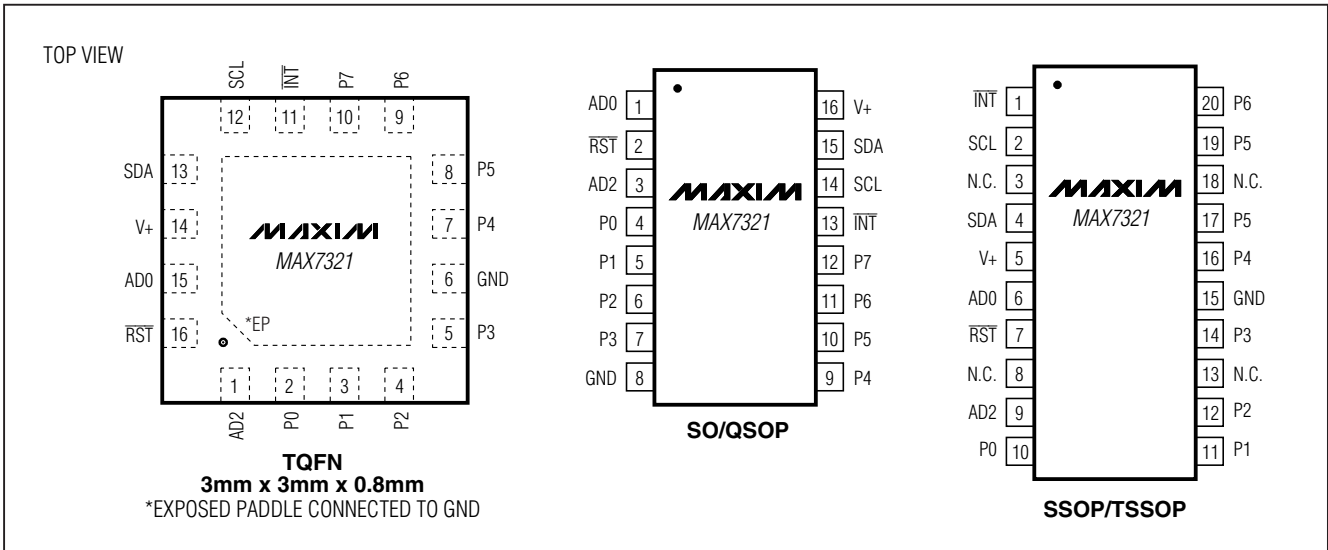 TOP VIEW
SCL
I̅N̅T̅
P7
P6
12
11
10
9
SDA 13
V+ 14
AD0 15
R̅S̅T̅ 16
8 P5
7 P4
6 GND
5 P3
MAXIM
MAX7321
*EP
1
2
3
4
AD2
P0
P1
P2
TQFN
3mm x 3mm x 0.8mm
*EXPOSED PADDLE CONNECTED TO GND
AD0 1
R̅S̅T̅ 2
AD2 3
P0 4
P1 5
P2 6
P3 7
GND 8
MAXIM
MAX7321
16 V+
15 SDA
14 SCL
13 I̅N̅T̅
12 P7
11 P6
10 P5
9 P4
SO/QSOP
I̅N̅T̅ 1
SCL 2
N.C. 3
SDA 4
V+ 5
AD0 6
R̅S̅T̅ 7
N.C. 8
AD2 9
P0 10
MAXIM
MAX7321
20 P6
19 P5
18 N.C.
17 P5
16 P4
15 GND
14 P3
13 N.C.
12 P2
11 P1
SSOP/TSSOP